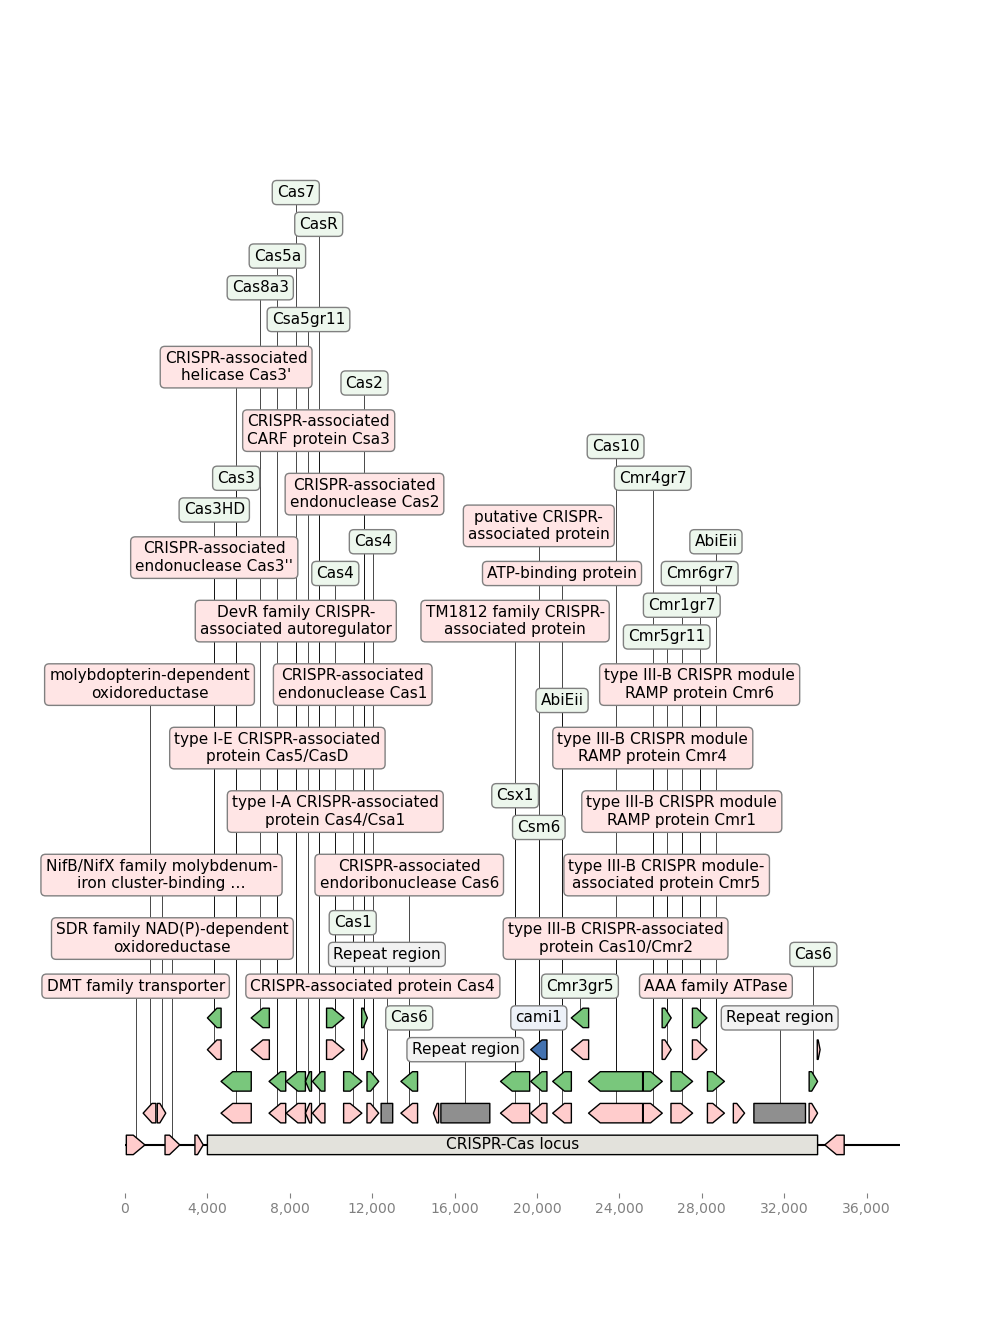 Cas7
CasR
Cas5a
Cas8a3
Csa5gr11
CRISPR-associated
helicase Cas3'
Cas2
CRISPR-associated
CARF protein Csa3
Cas10
Cas3
Cmr4gr7
CRISPR-associated
endonuclease Cas2
Cas3HD
putative CRISPR-
associated protein
Cas4
AbiEii
CRISPR-associated
endonuclease Cas3''
Cas4
ATP-binding protein
Cmr6gr7
Cmr1gr7
DevR family CRISPR-
associated autoregulator
TM1812 family CRISPR-
associated protein
Cmr5gr11
molybdopterin-dependent
oxidoreductase
CRISPR-associated
endonuclease Cas1
type III-B CRISPR module
RAMP protein Cmr6
AbiEii
type I-E CRISPR-associated
protein Cas5/CasD
type III-B CRISPR module
RAMP protein Cmr4
Csx1
type I-A CRISPR-associated
protein Cas4/Csa1
type III-B CRISPR module
RAMP protein Cmr1
Csm6
NifB/NifX family molybdenum-
iron cluster-binding ...
CRISPR-associated
endoribonuclease Cas6
type III-B CRISPR module-
associated protein Cmr5
Cas1
SDR family NAD(P)-dependent
oxidoreductase
type III-B CRISPR-associated
protein Cas10/Cmr2
Repeat region
Cas6
DMT family transporter
CRISPR-associated protein Cas4
Cmr3gr5
AAA family ATPase
Cas6
cami1
Repeat region
Repeat region
CRISPR-Cas locus
0
4,000
8,000
12,000
16,000
20,000
24,000
28,000
32,000
36,000